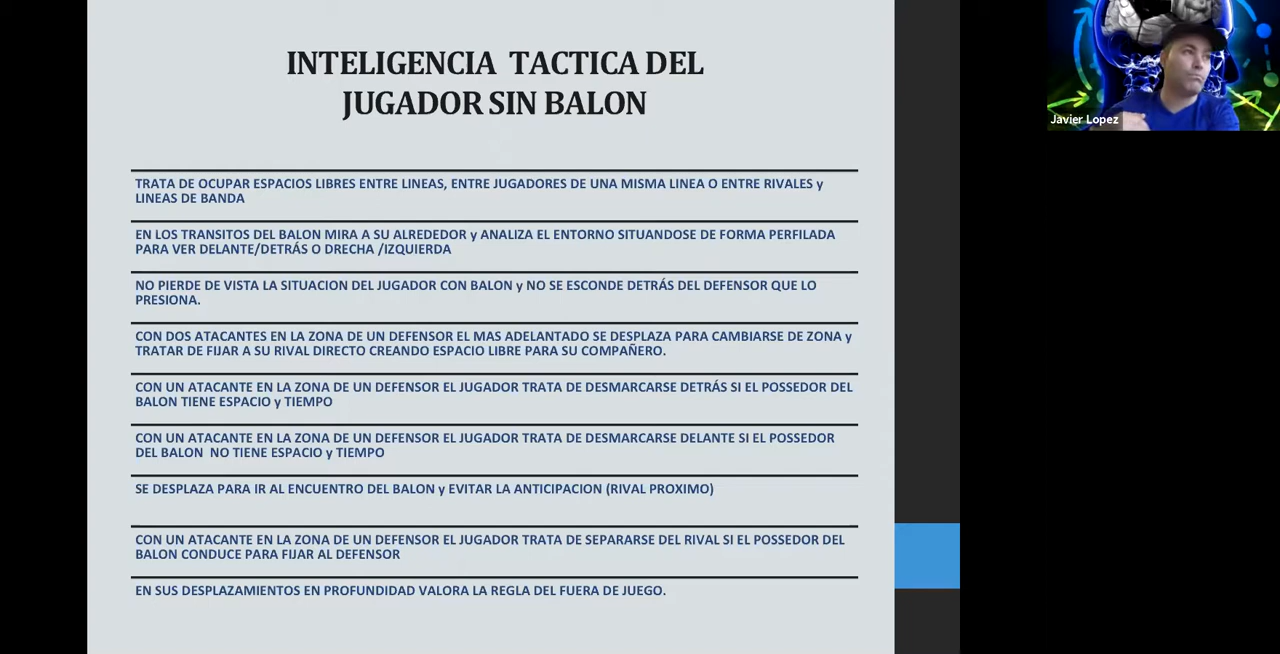 INTELIGENCIA TACTICA DEL
JUGADOR SIN BALON
Javier Lopez
TRATA DE OCUPAR ESPACIOS LIBRES ENTRE LINEAS, ENTRE JUGADORES DE UNA MISMA LINEA O ENTRE RIVALES y
LINEAS DE BANDA
EN LOS TRANSITOS DEL BALON MIRA A SU ALREDEDOR y ANALIZA EL ENTORNO SITUANDOSE DE FORMA PERFILADA
PARA VER DELANTE/DETRÁS O DRECHA /IZQUIERDA
NO PIERDE DE VISTA LA SITUACION DEL JUGADOR CON BALON y NO SE ESCONDE DETRÁS DEL DEFENSOR QUE LO
PRESIONA.
CON DOS ATACANTES EN LA ZONA DE UN DEFENSOR EL MAS ADELANTADO SE DESPLAZA PARA CAMBIARSE DE ZONA y
TRATAR DE FIJAR A SU RIVAL DIRECTO CREANDO ESPACIO LIBRE PARA SU COMPAÑERO.
CON UN ATACANTE EN LA ZONA DE UN DEFENSOR EL JUGADOR TRATA DE DESMARCARSE DETRÁS SI EL POSSEDOR DEL
BALON TIENE ESPACIO y TIEMPO
CON UN ATACANTE EN LA ZONA DE UN DEFENSOR EL JUGADOR TRATA DE DESMARCARSE DELANTE SI EL POSSEDOR
DEL BALON NO TIENE ESPACIO y TIEMPO
SE DESPLAZA PARA IR AL ENCUENTRO DEL BALON y EVITAR LA ANTICIPACION (RIVAL PROXIMO)
CON UN ATACANTE EN LA ZONA DE UN DEFENSOR EL JUGADOR TRATA DE SEPARARSE DEL RIVAL SI EL POSSEDOR DEL
BALON CONDUCE PARA FIJAR AL DEFENSOR
EN SUS DESPLAZAMIENTOS EN PROFUNDIDAD VALORA LA REGLA DEL FUERA DE JUEGO.